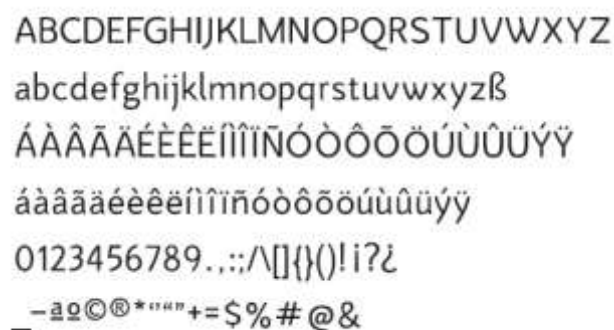 ABCDEFGHIJKLMNOPQRSTUVWXYZ
abcdefghijklmnopqrstuvwxyzß
ÁÀÂÃÄÉÈÊËÍÌÎÏÑÓÒÔÕÖÚÙÛÜÝŸ
áàâãäéèêëíìîïñóòôõöúùûüýÿ
0123456789.,:;/\[]{}()!¡?¿
_-ªº©®*‘’“”+=$%#@&